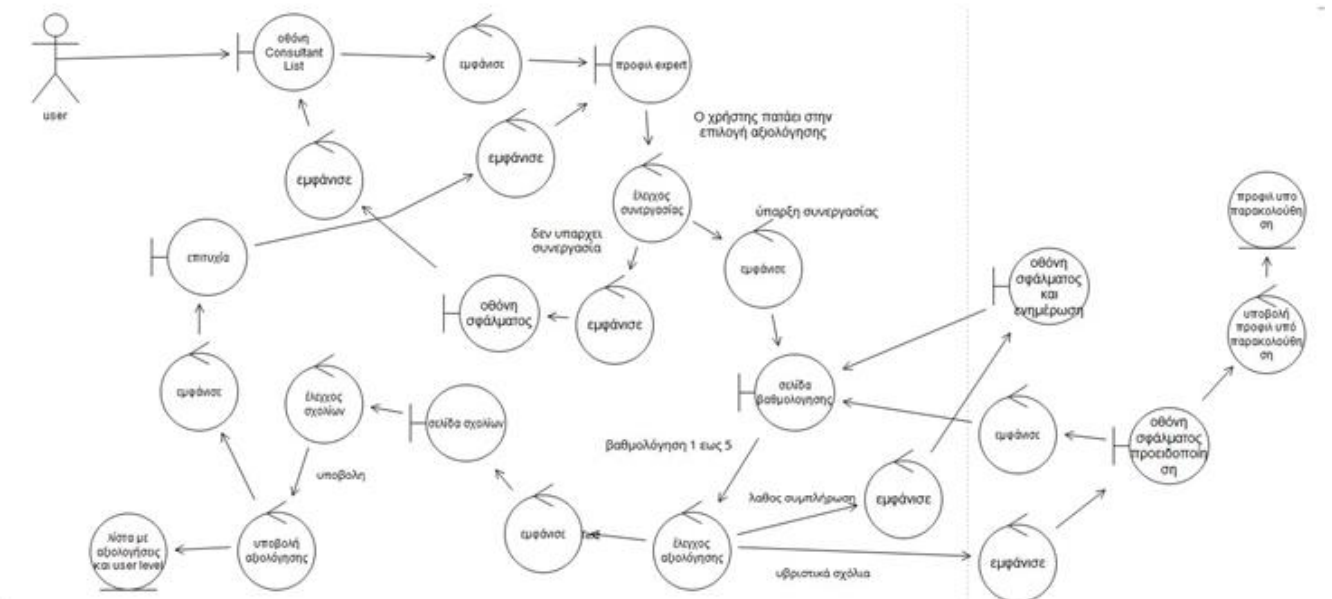 οθόνη
Consultant
List
εμφάνισε
προφιλ expert
user
Ο χρήστης πατάει στην
επιλογή αξιολόγησης
εμφάνισε
εμφάνισε
έλεγχος
συνεργασίας
ύπαρξη συνεργασίας
προφιλ υπο
παρακολούθη
ση
δεν υπαρχει
συνεργασία
επιτυχία
εμφάνισε
οθόνη
σφάλματος
και
ενημέρωση
οθόνη
σφάλματος
εμφάνισε
υποβολή
προφιλ υπό
παρακολούθη
ση
εμφάνισε
έλεγχος
σχολίων
σελίδα
βαθμολογησης
σελίδα σχολίων
εμφάνισε
οθόνη
σφάλματος
προειδοποίη
ση
βαθμολόγηση 1 εως 5
υποβολη
λαθος συμπλήρωση
εμφάνισε
λίστα με
αξιολογήσεις
και user level
υποβολή
αξιολόγησης
εμφάνισε
έλεγχος
αξιολόγησης
υβριστικά σχόλια
εμφάνισε